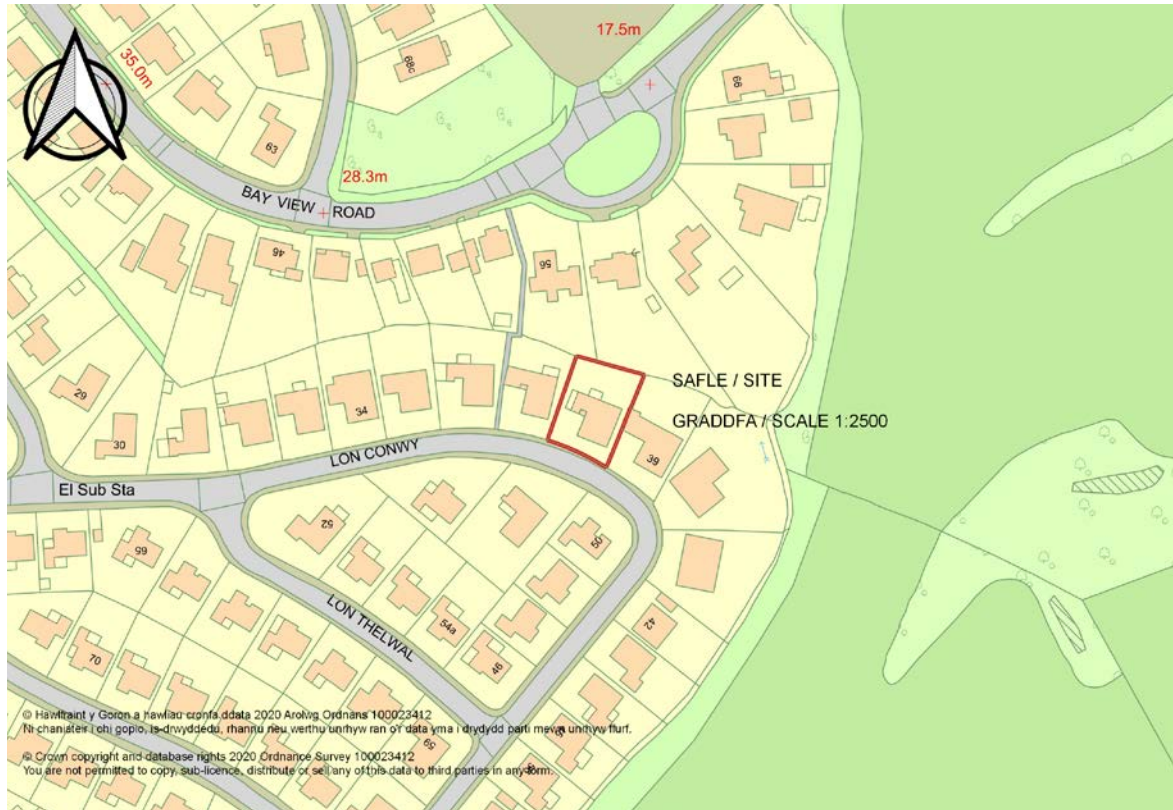 17.5m
35.0m
68c
66
63
28.3m
BAY VIEW ROAD
46
56
SAFLE / SITE
GRADDFA / SCALE 1:2500
29
34
30
39
LON CONWY
El Sub Sta
52
50
65
LON THELWAL
54a
42
46
70
© Hawlfraint y Goron a hawliau cronfa ddata 2020 Arolwg Ordnans 100023412
Ni chaniateir i chi gopio, is-drwyddedu, rhannu neu werthu unrhyw ran o'r data yma i drydydd parti mewn unrhyw ffurf.
59
© Crown copyright and database rights 2020 Ordnance Survey 100023412
You are not permitted to copy, sub-licence, distribute or sell any of this data to third parties in any form.